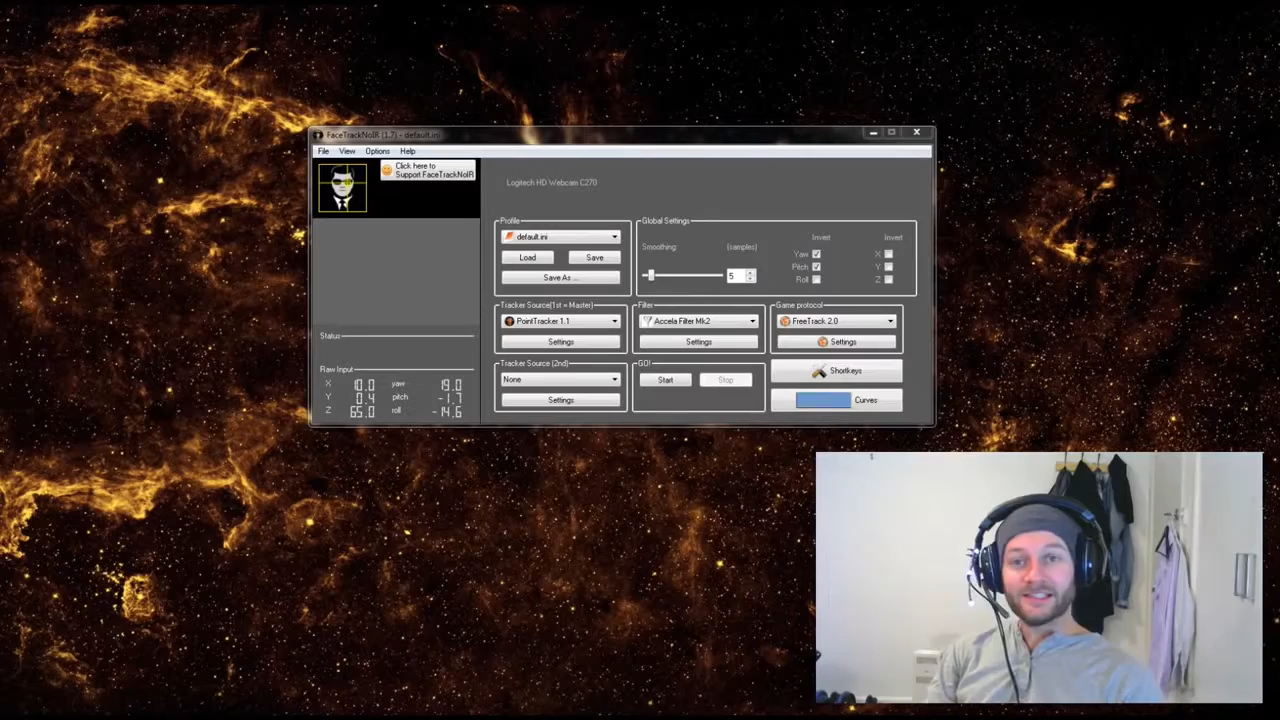 FaceTrackNoIR (1.7) - default.ini
File View Options Help
Click here to
Support FaceTrackNoIR
Logitech HD Webcam C270
Profile
default.ini
Load Save
Save As ...
Global Settings
Smoothing: (samples)
5
Invert Invert
Yaw X
Pitch Y
Roll Z
Tracker Source(1st = Master)
PointTracker 1.1
Settings
Filter
Accela Filter Mk2
Settings
Game protocol
FreeTrack 2.0
Settings
Tracker Source (2nd)
None
Settings
GO!
Start Stop
Shortkeys
Curves
Status
Raw Input
X 10.0 yaw 19.0
Y 0.4 pitch -1.7
Z 65.0 roll -14.6